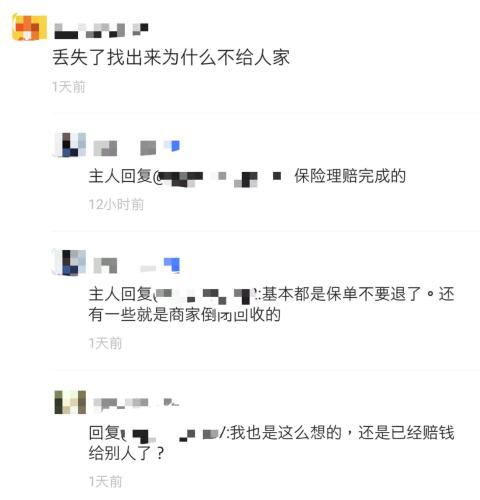 丢失了找出来为什么不给人家
1天前
主人回复@ 保险理赔完成的
12小时前
主人回复 :基本都是保单不要退了。还
有一些就是商家倒闭回收的
1天前
回复 /:我也是这么想的，还是已经赔钱
给别人了？
1天前